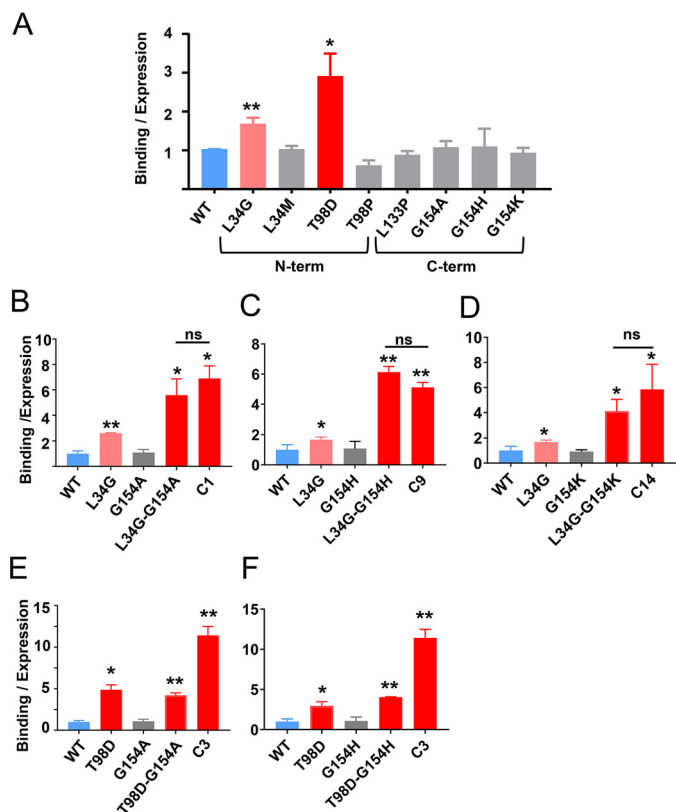 A
Binding / Expression
4
3
2
1
** *
WT L34G L34M T98D T98P L133P G154A G154H G154K
N-term C-term
B C D
Binding /Expression
10
8
6
4
2
0
ns
** * *
WT L34G G154A L34G-G154A C1
8
6
4
2
0
ns
* ** **
WT L34G G154H L34G-G154H C9
10
8
6
4
2
0
ns
* * *
WT L34G G154K L34G-G154K C14
E F
Binding / Expression
15
10
5
0
* ** **
WT T98D G154A T98D-G154A C3
15
10
5
0
* ** **
WT T98D G154H T98D-G154H C3